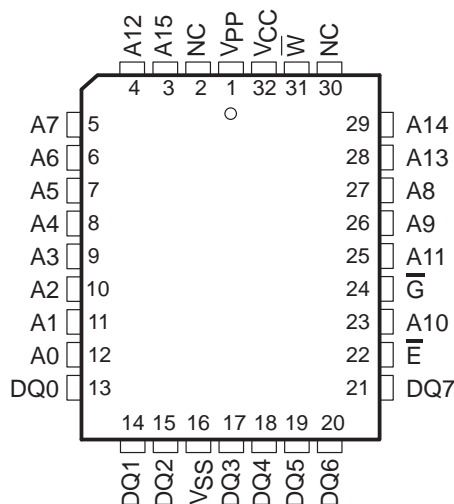 A12 A15 NC VPP VCC W̅ NC
4 3 2 1 32 31 30
A7 5 29 A14
A6 6 28 A13
A5 7 27 A8
A4 8 26 A9
A3 9 25 A11
A2 10 24 G̅
A1 11 23 A10
A0 12 22 E̅
DQ0 13 21 DQ7
14 15 16 17 18 19 20
DQ1 DQ2 VSS DQ3 DQ4 DQ5 DQ6